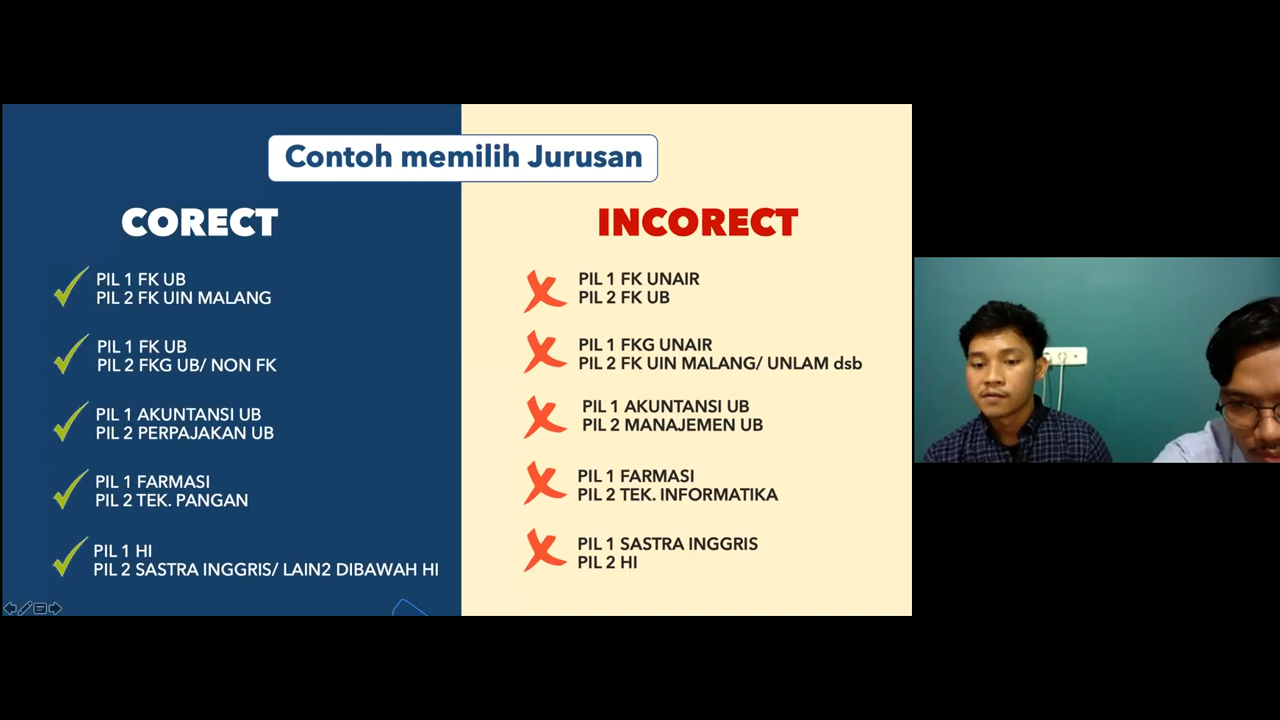 Contoh memilih Jurusan
CORECT
PIL 1 FK UB
PIL 2 FK UIN MALANG
PIL 1 FK UB
PIL 2 FKG UB/ NON FK
PIL 1 AKUNTANSI UB
PIL 2 PERPAJAKAN UB
PIL 1 FARMASI
PIL 2 TEK. PANGAN
PIL 1 HI
PIL 2 SASTRA INGGRIS/ LAIN2 DIBAWAH HI
INCORECT
PIL 1 FK UNAIR
PIL 2 FK UB
PIL 1 FKG UNAIR
PIL 2 FK UIN MALANG/ UNLAM dsb
PIL 1 AKUNTANSI UB
PIL 2 MANAJEMEN UB
PIL 1 FARMASI
PIL 2 TEK. INFORMATIKA
PIL 1 SASTRA INGGRIS
PIL 2 HI